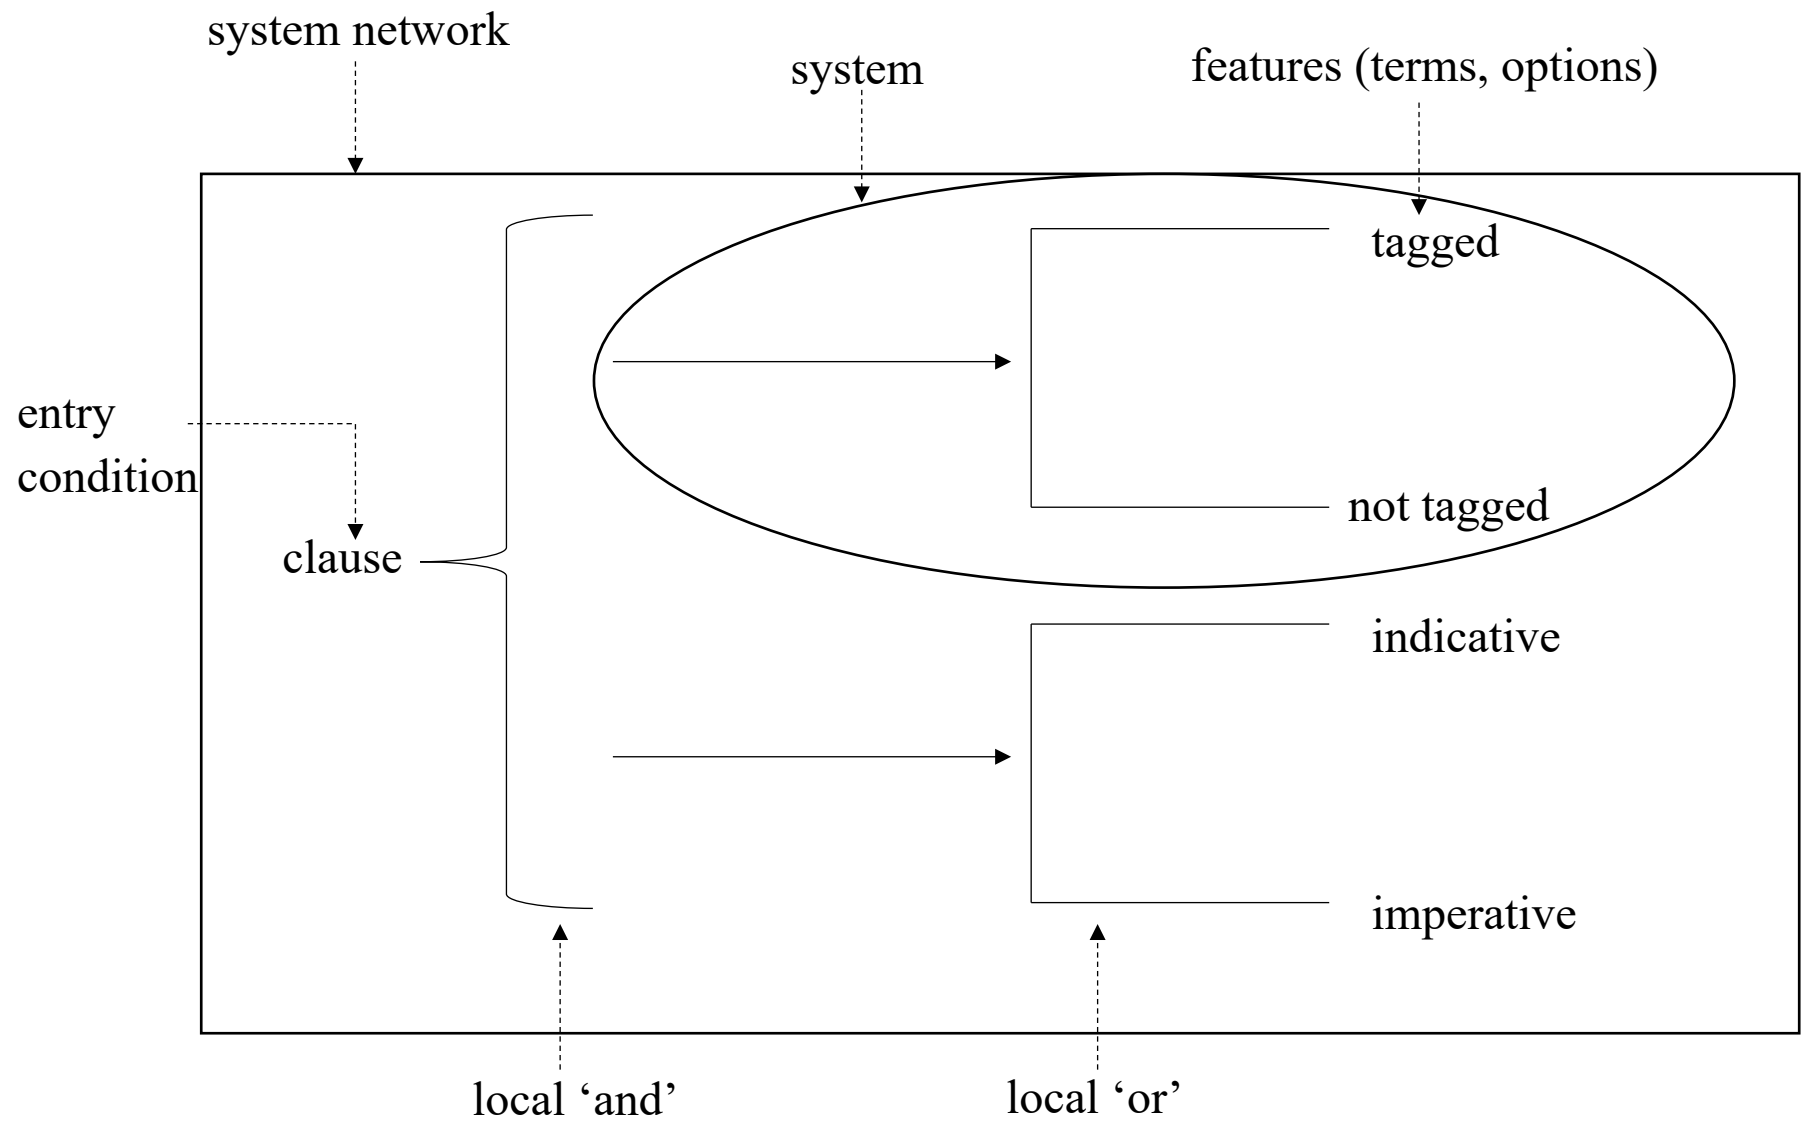 system network
system
features (terms, options)
tagged
entry
condition
not tagged
clause
indicative
imperative
local ‘and’
local ‘or’